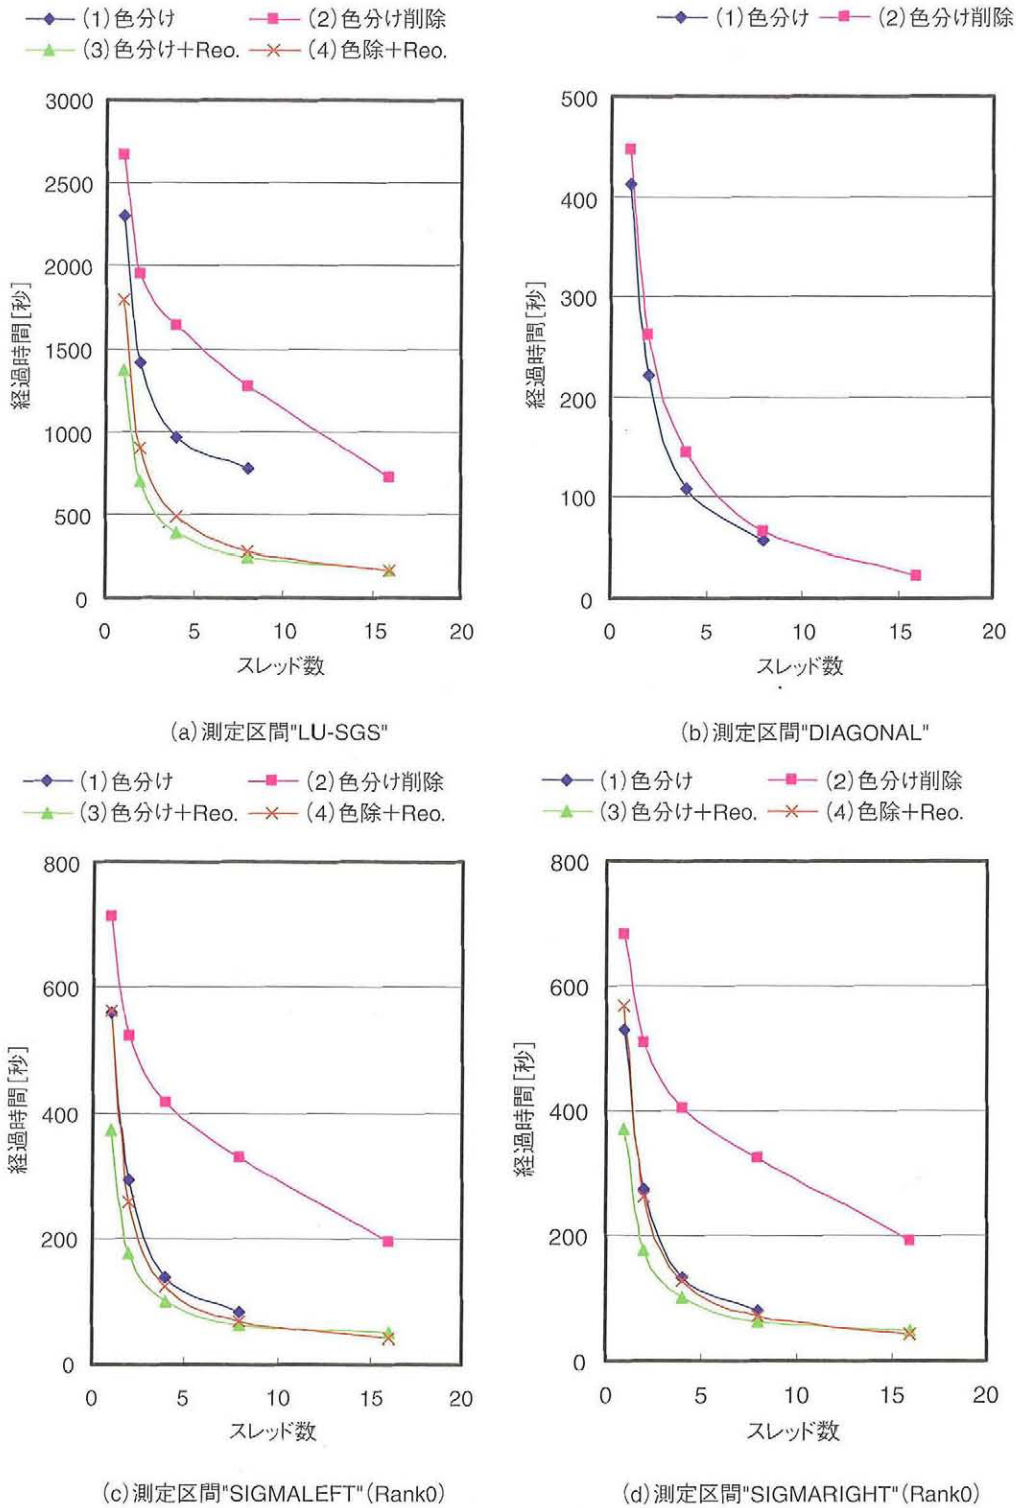 (1)色分け (2)色分け削除
(3)色分け+Reo. (4)色除+Reo.
3000
2500
2000
1500
1000
500
0
0 5 10 15 20
経過時間[秒]
スレッド数
(a)測定区間"LU-SGS"
(1)色分け (2)色分け削除
500
400
300
200
100
0
0 5 10 15 20
経過時間[秒]
スレッド数
(b)測定区間"DIAGONAL"
(1)色分け (2)色分け削除
(3)色分け+Reo. (4)色除+Reo.
800
600
400
200
0
0 5 10 15 20
経過時間[秒]
スレッド数
(c)測定区間"SIGMALEFT"(Rank0)
(1)色分け (2)色分け削除
(3)色分け+Reo. (4)色除+Reo.
800
600
400
200
0
0 5 10 15 20
経過時間[秒]
スレッド数
(d)測定区間"SIGMARIGHT"(Rank0)